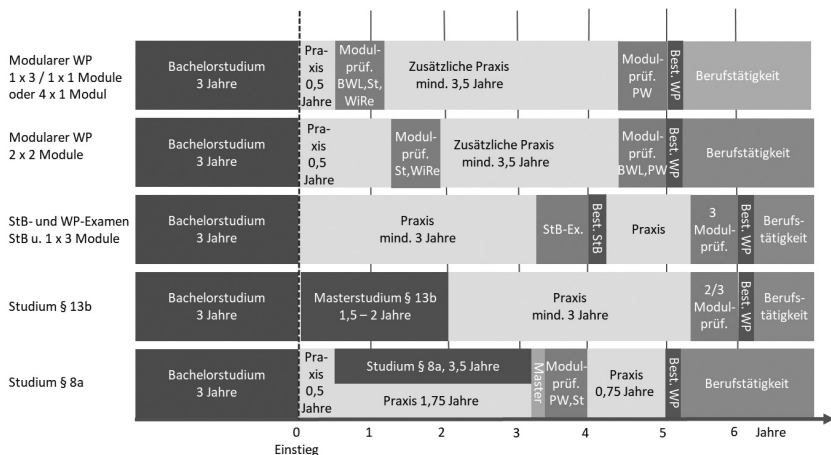 Modularer WP
1 x 3 / 1 x 1 Module
oder 4 x 1 Modul
Bachelorstudium
3 Jahre
Pra-
xis
0,5
Jahre
Modul-
prüf.
BWL,St,
WiRe
Zusätzliche Praxis
mind. 3,5 Jahre
Modul-
prüf.
PW
Best. WP
Berufstätigkeit
Modularer WP
2 x 2 Module
Bachelorstudium
3 Jahre
Pra-
xis
0,5
Jahre
Modul-
prüf.
St,WiRe
Zusätzliche Praxis
mind. 3,5 Jahre
Modul-
prüf.
BWL,PW
Best. WP
Berufstätigkeit
StB- und WP-Examen
StB u. 1 x 3 Module
Bachelorstudium
3 Jahre
Praxis
mind. 3 Jahre
StB-Ex.
Best. StB
Praxis
3
Modul-
prüf.
Best. WP
Berufs-
tätigkeit
Studium § 13b
Bachelorstudium
3 Jahre
Masterstudium § 13b
1,5 – 2 Jahre
Praxis
mind. 3 Jahre
2/3
Modul-
prüf.
Best. WP
Berufs-
tätigkeit
Studium § 8a
Bachelorstudium
3 Jahre
Pra-
xis
0,5
Jahre
Studium § 8a, 3,5 Jahre
Praxis 1,75 Jahre
Master
Modul-
prüf.
PW,St
Praxis
0,75 Jahre
Best. WP
Berufstätigkeit
0 1 2 3 4 5 6 Jahre
Einstieg